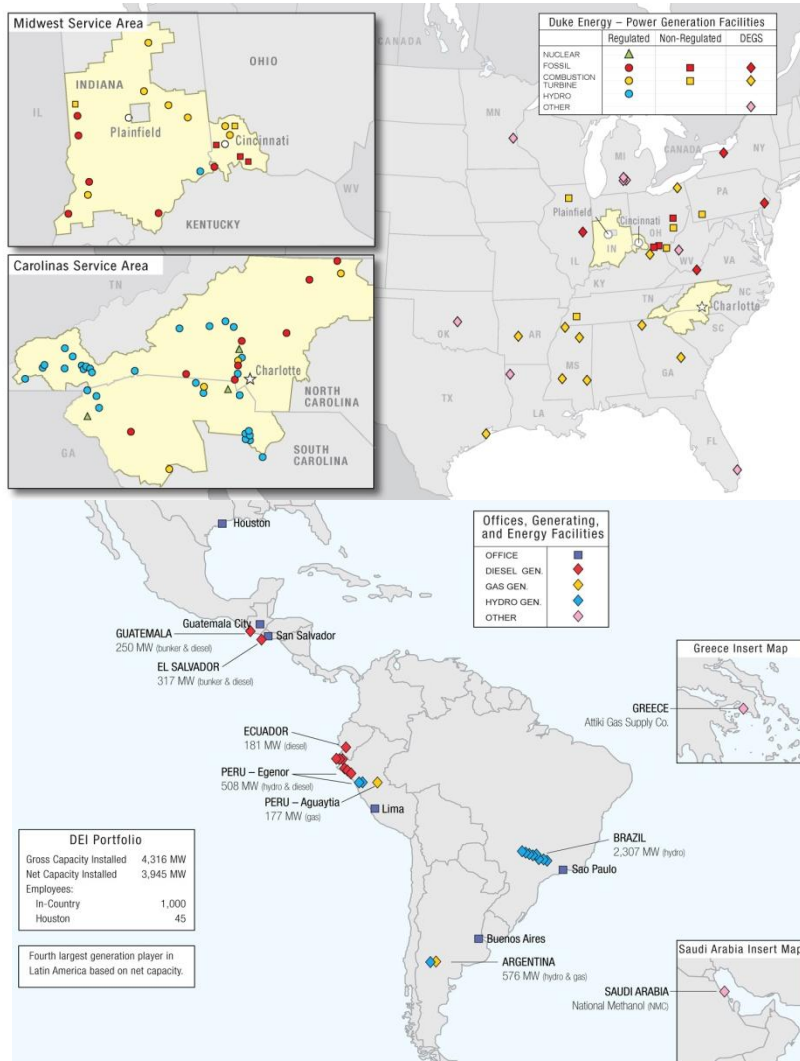 Midwest Service Area
OHIO
INDIANA
IL
Plainfield
Cincinnati
WV
KENTUCKY
Carolinas Service Area
TN
Charlotte
NORTH
CAROLINA
SOUTH
CAROLINA
GA
CANADA
Duke Energy – Power Generation Facilities
Regulated Non-Regulated DEGS
NUCLEAR
FOSSIL
COMBUSTION
TURBINE
HYDRO
OTHER
MN
MI
CANADA
NY
PA
Plainfield
Cincinnati
OH
IL
IN
WV
VA
KY
NC
TN
Charlotte
SC
OK
AR
MS
GA
TX
LA
FL
Houston
Offices, Generating,
and Energy Facilities
OFFICE
DIESEL GEN.
GAS GEN.
HYDRO GEN.
OTHER
Guatemala City
GUATEMALA
250 MW (bunker & diesel)
San Salvador
EL SALVADOR
317 MW (bunker & diesel)
Greece Insert Map
GREECE
Attiki Gas Supply Co.
ECUADOR
181 MW (diesel)
PERU – Egenor
508 MW (hydro & diesel)
PERU – Aguaytia
177 MW (gas)
Lima
BRAZIL
2,307 MW (hydro)
Sao Paulo
DEI Portfolio
Gross Capacity Installed 4,316 MW
Net Capacity Installed 3,945 MW
Employees:
In-Country 1,000
Houston 45
Fourth largest generation player in
Latin America based on net capacity.
Buenos Aires
ARGENTINA
576 MW (hydro & gas)
Saudi Arabia Insert Map
SAUDI ARABIA
National Methanol (NMC)